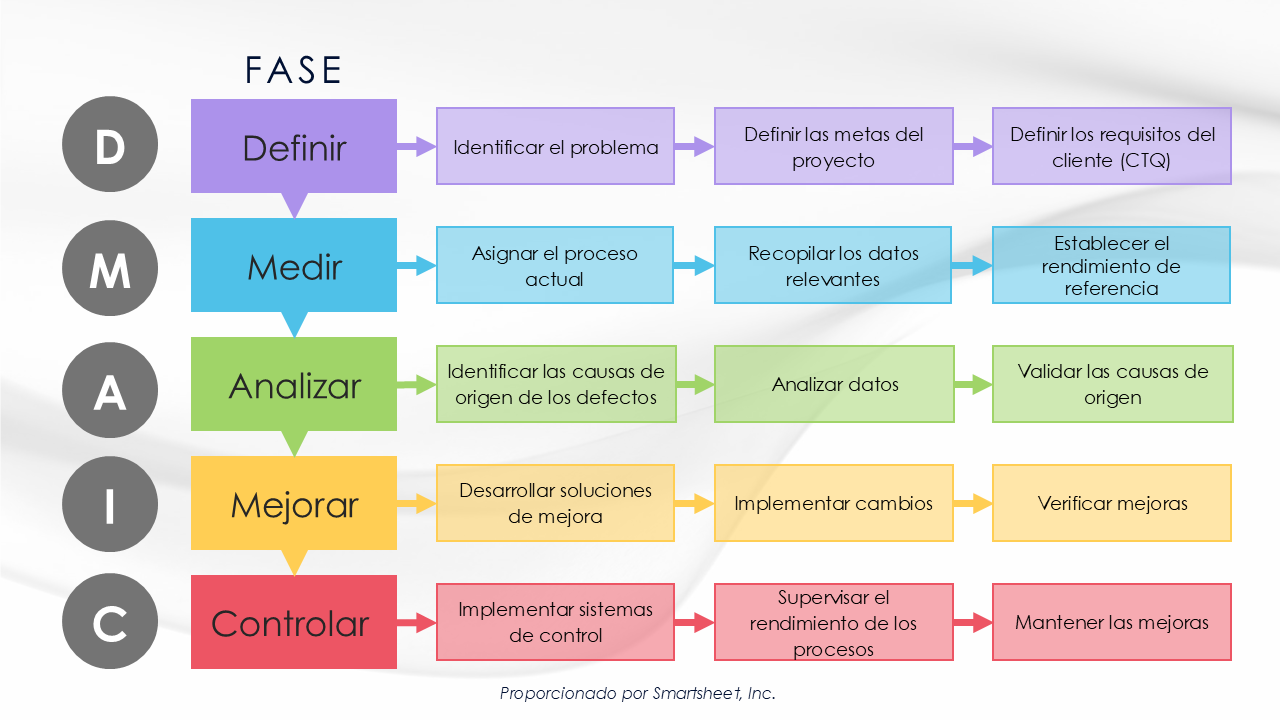 FASE
D
Definir
Identificar el problema
Definir las metas del
proyecto
Definir los requisitos del
cliente (CTQ)
M
Medir
Asignar el proceso
actual
Recopilar los datos
relevantes
Establecer el
rendimiento de
referencia
A
Analizar
Identificar las causas de
origen de los defectos
Analizar datos
Validar las causas de
origen
I
Mejorar
Desarrollar soluciones
de mejora
Implementar cambios
Verificar mejoras
C
Controlar
Implementar sistemas
de control
Supervisar el
rendimiento de los
procesos
Mantener las mejoras
Proporcionado por Smartsheet, Inc.